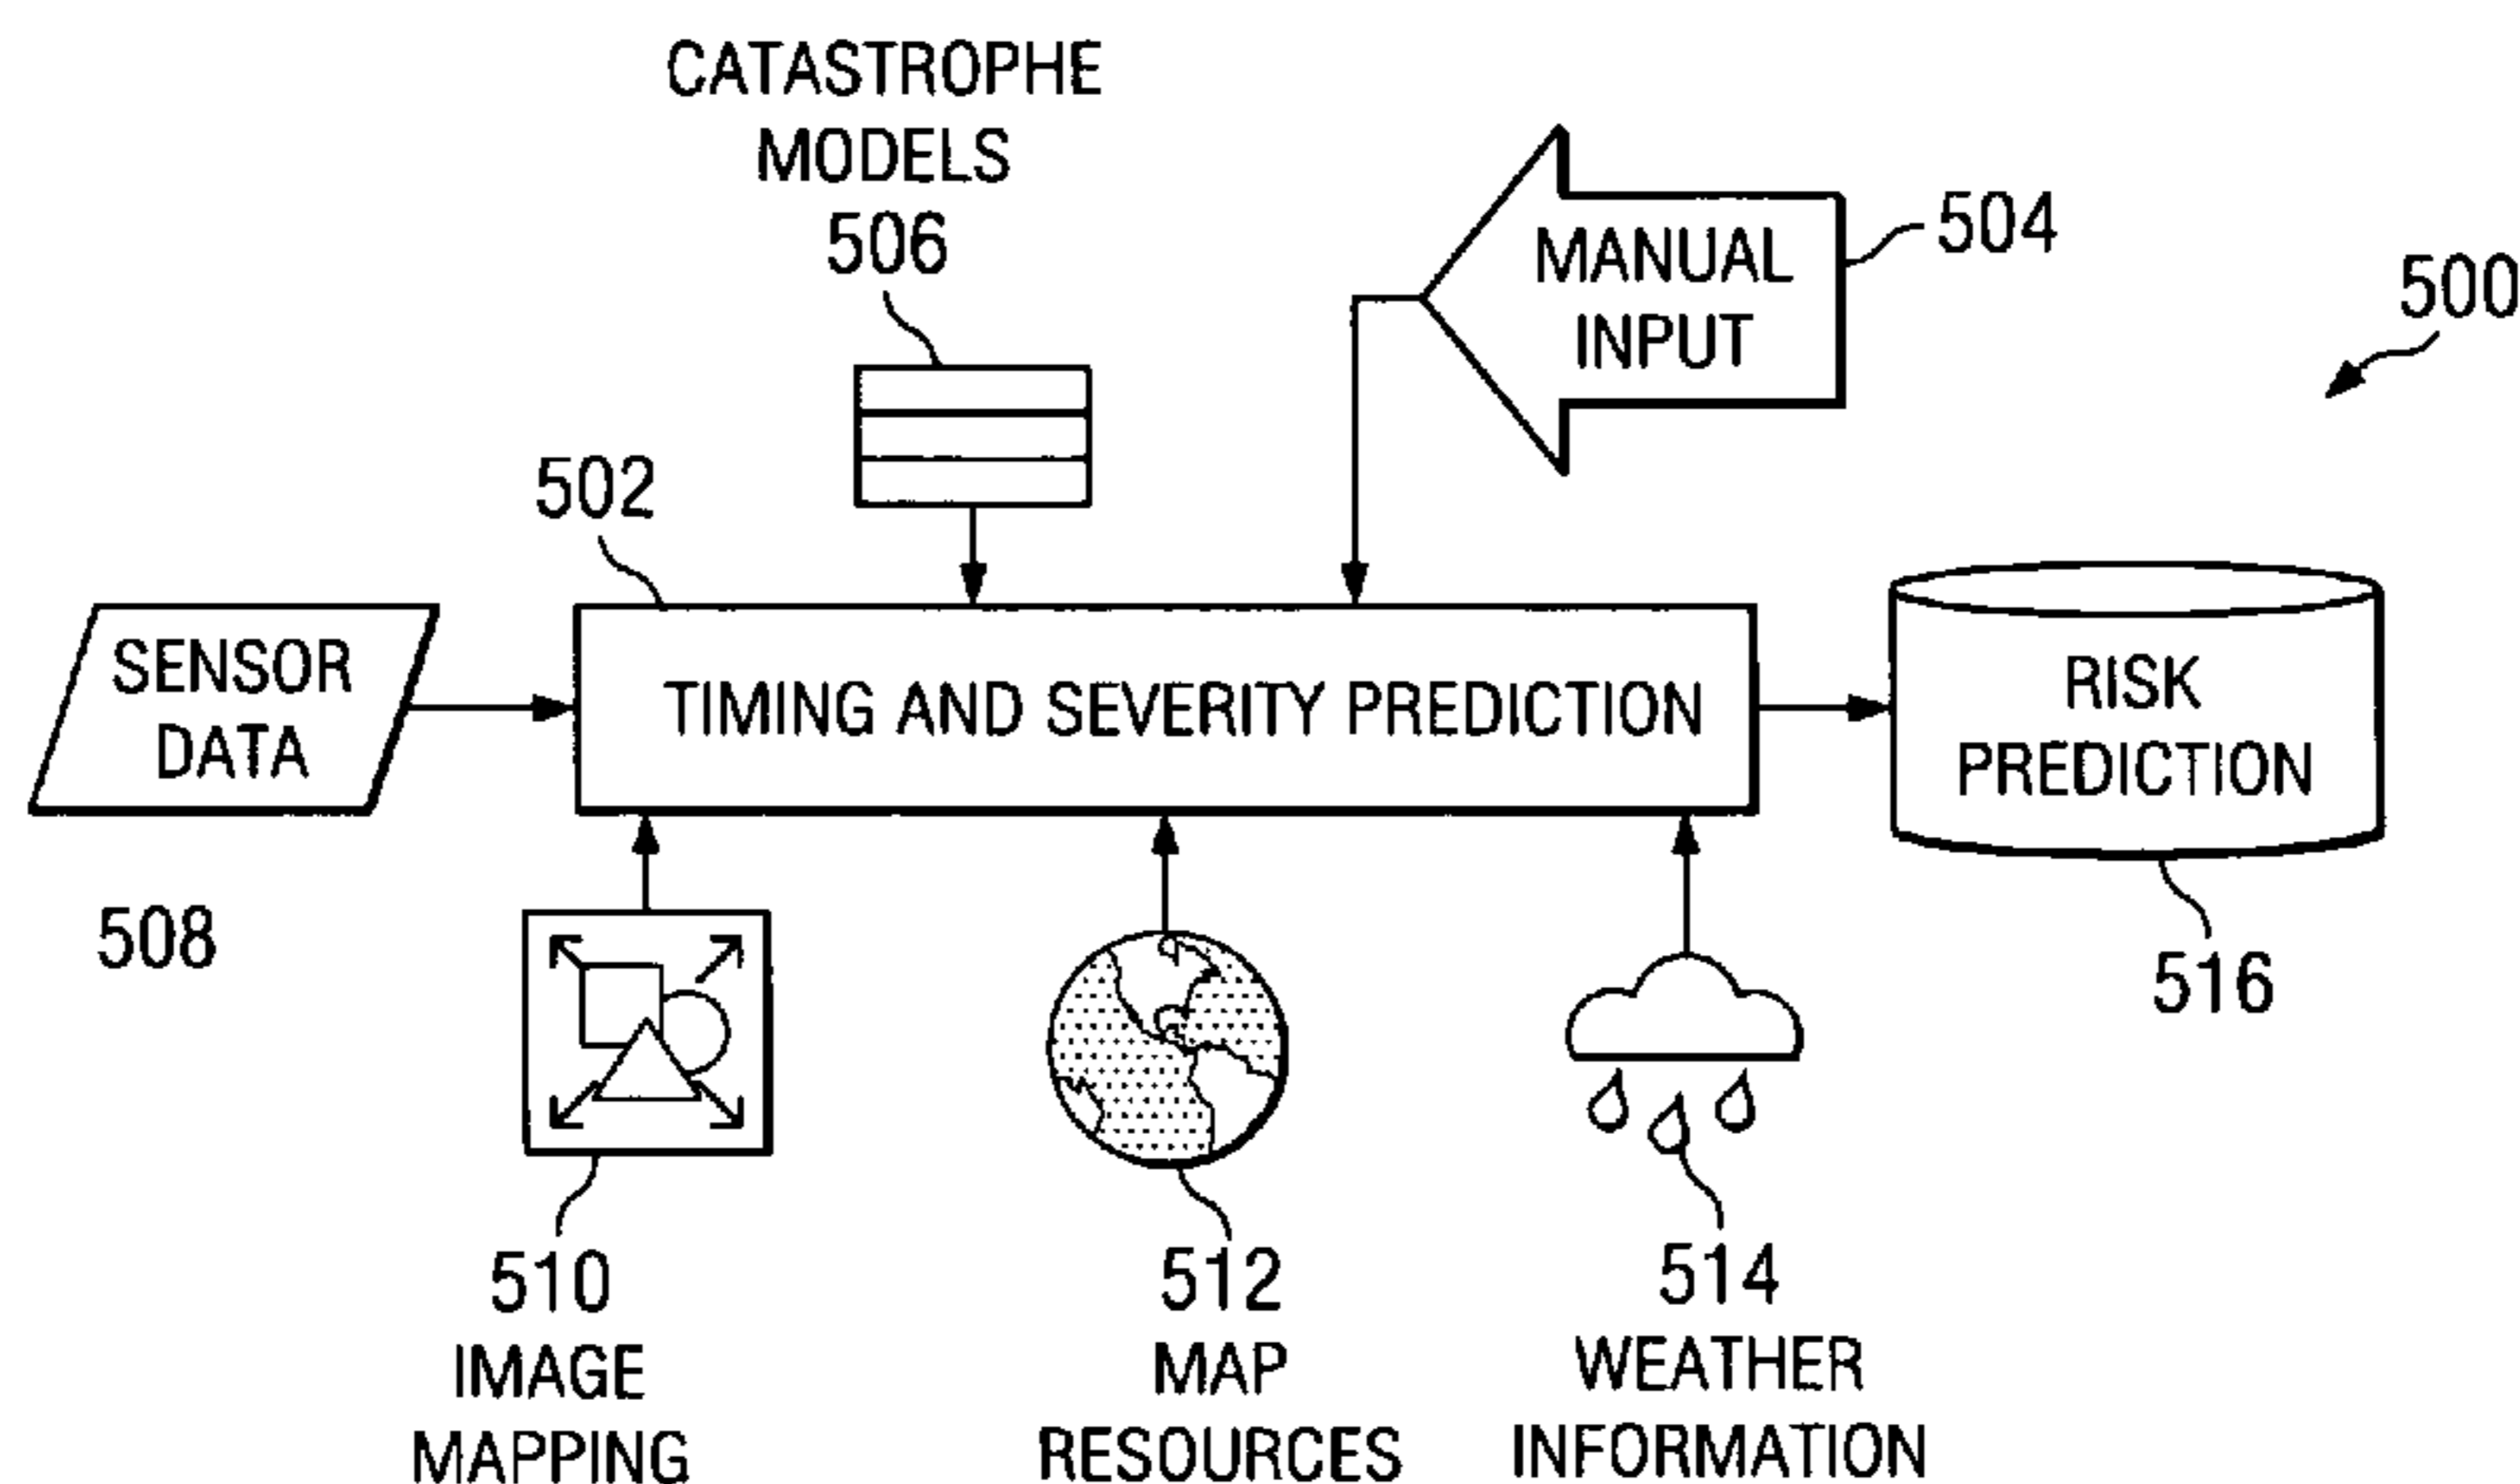 CATASTROPHE
MODELS
506
MANUAL
INPUT
504
500
502
SENSOR
DATA
508
TIMING AND SEVERITY PREDICTION
RISK
PREDICTION
516
510
IMAGE
MAPPING
512
MAP
RESOURCES
514
WEATHER
INFORMATION